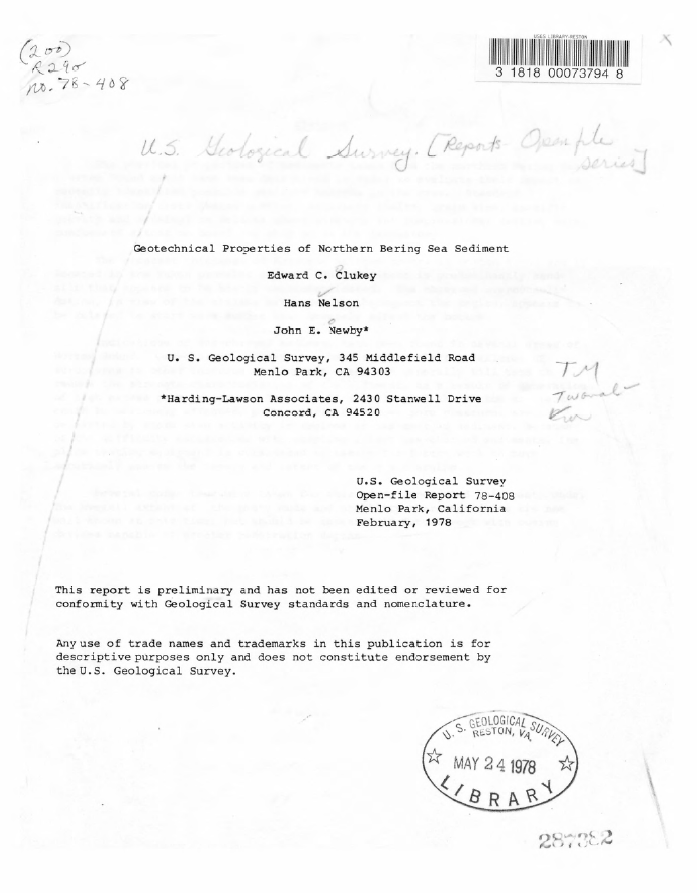 (200)
R290
no. 78-408
USGS LIBRARY-RESTON
3 1818 00073794 8
U.S. Geological Survey. [Reports - Open file
series]
Geotechnical Properties of Northern Bering Sea Sediment
Edward C. Clukey
Hans Nelson
John E. Newby*
U. S. Geological Survey, 345 Middlefield Road
Menlo Park, CA 94303
*Harding-Lawson Associates, 2430 Stanwell Drive
Concord, CA 94520
TM
U.S. Geological Survey
Open-file Report 78-408
Menlo Park, California
February, 1978
This report is preliminary and has not been edited or reviewed for
conformity with Geological Survey standards and nomenclature.
Any use of trade names and trademarks in this publication is for
descriptive purposes only and does not constitute endorsement by
the U.S. Geological Survey.
U. S. GEOLOGICAL SURVEY
RESTON, VA.
MAY 24 1978
LIBRARY